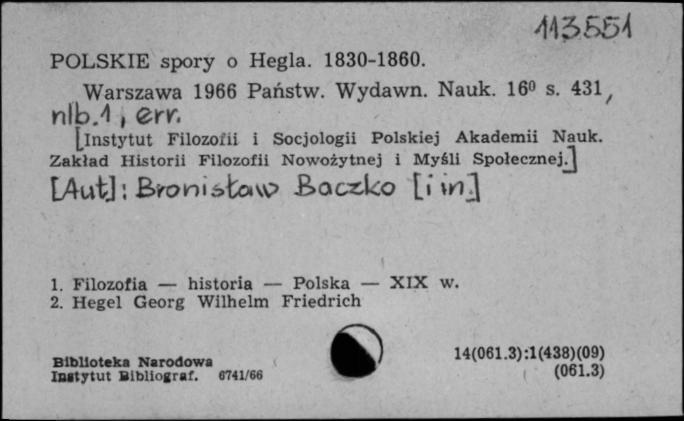 113551
POLSKIE spory o Hegla. 1830-1860.
Warszawa 1966 Państw. Wydawn. Nauk. 16⁰ s. 431,
nlb.1, err.
[Instytut Filozofii i Socjologii Polskiej Akademii Nauk.
Zakład Historii Filozofii Nowożytnej i Myśli Społecznej.]
[Aut]: Bronisław Baczko [i in.]
1. Filozofia — historia — Polska — XIX w.
2. Hegel Georg Wilhelm Friedrich
Biblioteka Narodowa
Instytut Bibliograf. 6741/66
14(061.3):1(438)(09)
(061.3)